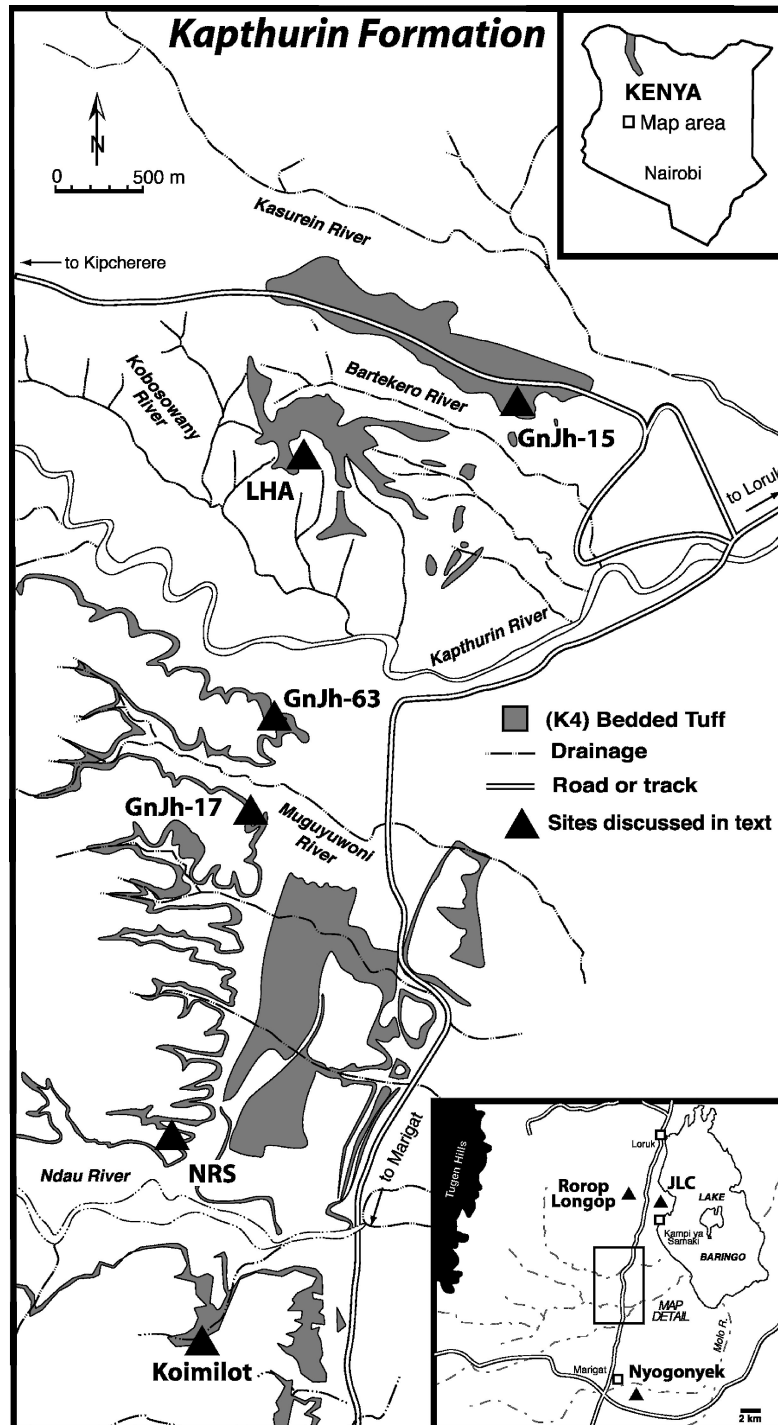 Kapthurin Formation
KENYA
Map area
Nairobi
N
0 500 m
Kasurein River
to Kipcherere
Kobosowany
River
Bartekero River
GnJh-15
LHA
to Loruk
Kapthurin River
GnJh-63
(K4) Bedded Tuff
Drainage
Road or track
Sites discussed in text
GnJh-17
Muguyuwoni
River
NRS
Ndau River
to Marigat
Koimilot
Tugen Hills
Loruk
Rorop
Longop
JLC
LAKE
Kampi ya
Samaki
BARINGO
MAP
DETAIL
Molo R.
Marigat
Nyogonyek
2 km